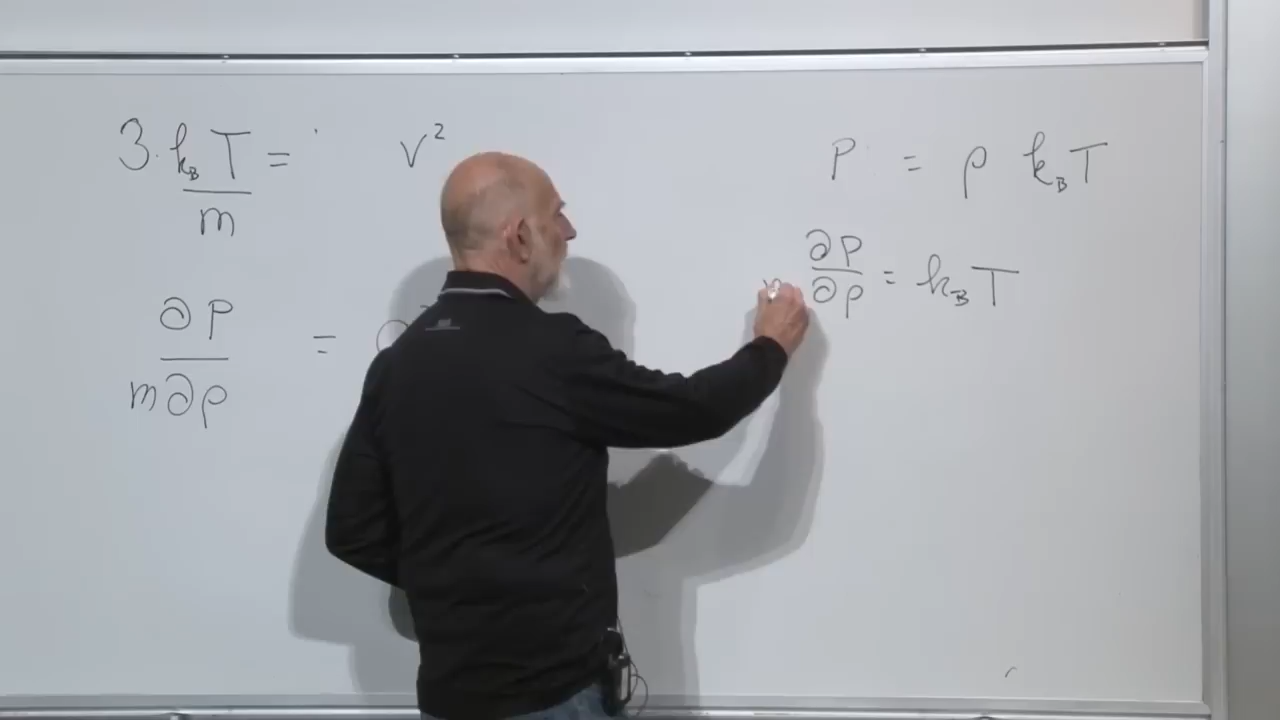 3 · k_B T / m = v²
∂P / m∂ρ =
P = ρ k_B T
∂P / ∂ρ = k_B T